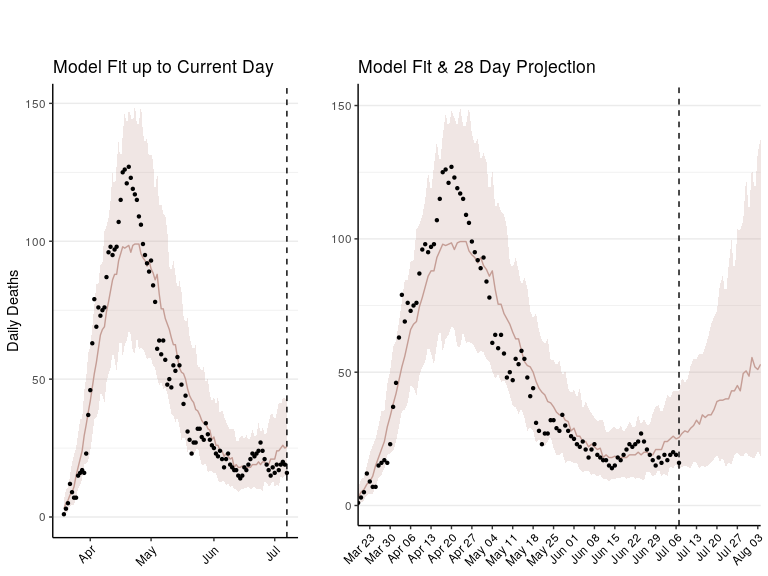 Model Fit up to Current Day
Daily Deaths
150
100
50
0
Apr
May
Jun
Jul
Model Fit & 28 Day Projection
150
100
50
0
Mar 23
Mar 30
Apr 06
Apr 13
Apr 20
Apr 27
May 04
May 11
May 18
May 25
Jun 01
Jun 08
Jun 15
Jun 22
Jun 29
Jul 06
Jul 13
Jul 20
Jul 27
Aug 03